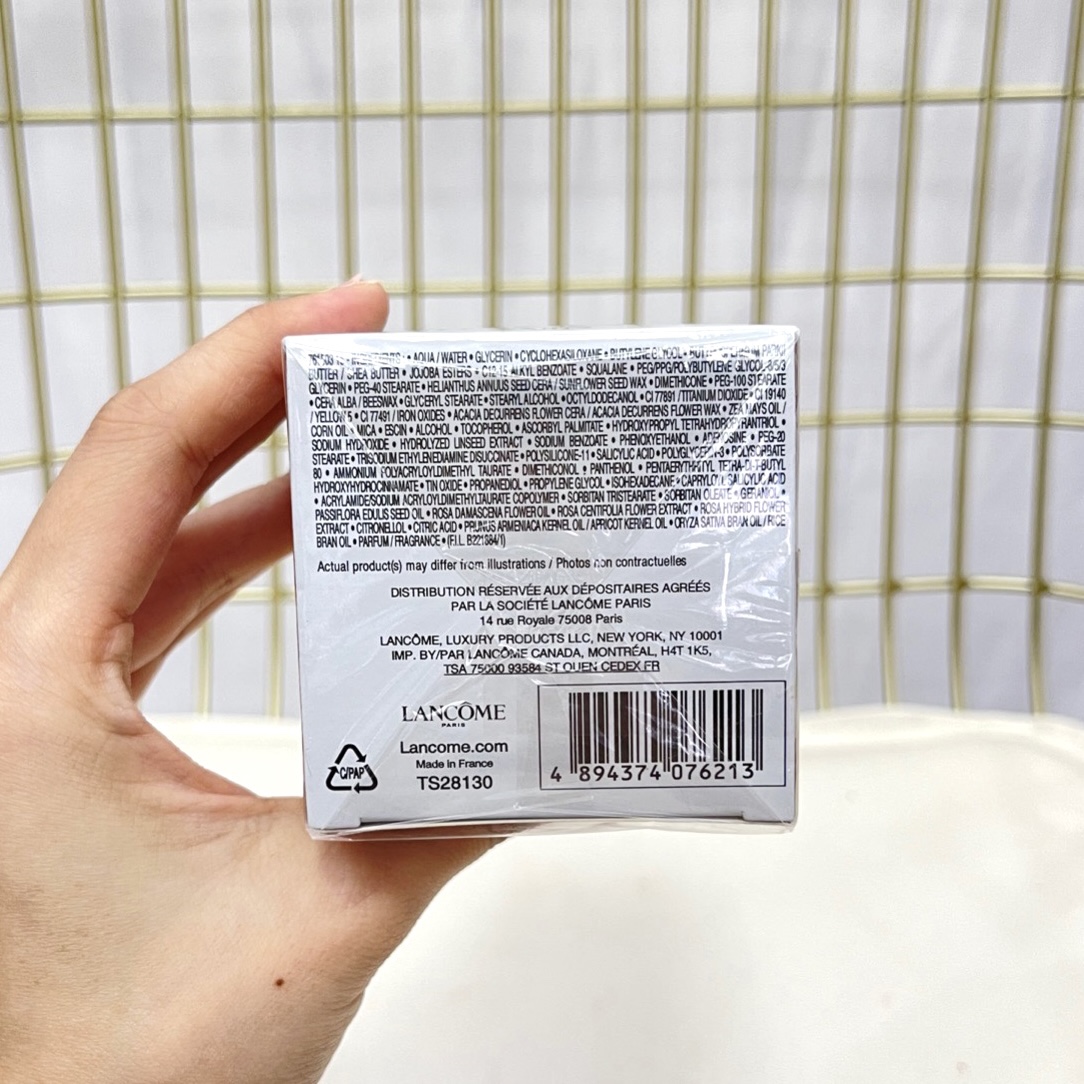 INGREDIENTS : • AQUA / WATER • GLYCERIN • CYCLOHEXASILOXANE • BUTYLENE GLYCOL •
BUTTER / SHEA BUTTER • JOJOBA ESTERS • C12-15 ALKYL BENZOATE • SQUALANE • PEG/PPG/POLYBUTYLENE GLYCOL-8/5/3
GLYCERIN • PEG-40 STEARATE • HELIANTHUS ANNUUS SEED CERA / SUNFLOWER SEED WAX • DIMETHICONE • PEG-100 STEARATE
• CERA ALBA / BEESWAX • GLYCERYL STEARATE • STEARYL ALCOHOL • OCTYLDODECANOL • CI 77891 / TITANIUM DIOXIDE • CI 19140
/ YELLOW 5 • CI 77491 / IRON OXIDES • ACACIA DECURRENS FLOWER CERA / ACACIA DECURRENS FLOWER WAX • ZEA MAYS OIL /
CORN OIL • MICA • ESCIN • ALCOHOL • TOCOPHEROL • ASCORBYL PALMITATE • HYDROXYPROPYL TETRAHYDROPYRANTRIOL •
SODIUM HYDROXIDE • HYDROLYZED LINSEED EXTRACT • SODIUM BENZOATE • PHENOXYETHANOL • ADENOSINE • PEG-20
STEARATE • TRISODIUM ETHYLENEDIAMINE DISUCCINATE • POLYSILICONE-11 • SALICYLIC ACID • POLYGLYCERYL-3 • POLYSORBATE
80 • AMMONIUM POLYACRYLOYLDIMETHYL TAURATE • DIMETHICONOL • PANTHENOL • PENTAERYTHRITYL TETRA-DI-T-BUTYL
HYDROXYHYDROCINNAMATE • TIN OXIDE • PROPANEDIOL • PROPYLENE GLYCOL • ISOHEXADECANE • CAPRYLOYL SALICYLIC ACID
• ACRYLAMIDE/SODIUM ACRYLOYLDIMETHYLTAURATE COPOLYMER • SORBITAN TRISTEARATE • SORBITAN OLEATE • GERANIOL •
PASSIFLORA EDULIS SEED OIL • ROSA DAMASCENA FLOWER OIL • ROSA CENTIFOLIA FLOWER EXTRACT • ROSA HYBRID FLOWER
EXTRACT • CITRONELLOL • CITRIC ACID • PRUNUS ARMENIACA KERNEL OIL / APRICOT KERNEL OIL • ORYZA SATIVA BRAN OIL / RICE
BRAN OIL • PARFUM / FRAGRANCE • (F.I.L. B221384/1)
Actual product(s) may differ from illustrations / Photos non contractuelles
DISTRIBUTION RÉSERVÉE AUX DÉPOSITAIRES AGRÉÉS
PAR LA SOCIÉTÉ LANCÔME PARIS
14 rue Royale 75008 Paris
LANCÔME, LUXURY PRODUCTS LLC, NEW YORK, NY 10001
IMP. BY/PAR LANCÔME CANADA, MONTRÉAL, H4T 1K5,
TSA 75000 93584 ST OUEN CEDEX FR
LANCÔME
PARIS
Lancome.com
Made in France
TS28130
C/PAP
4 894374 076213